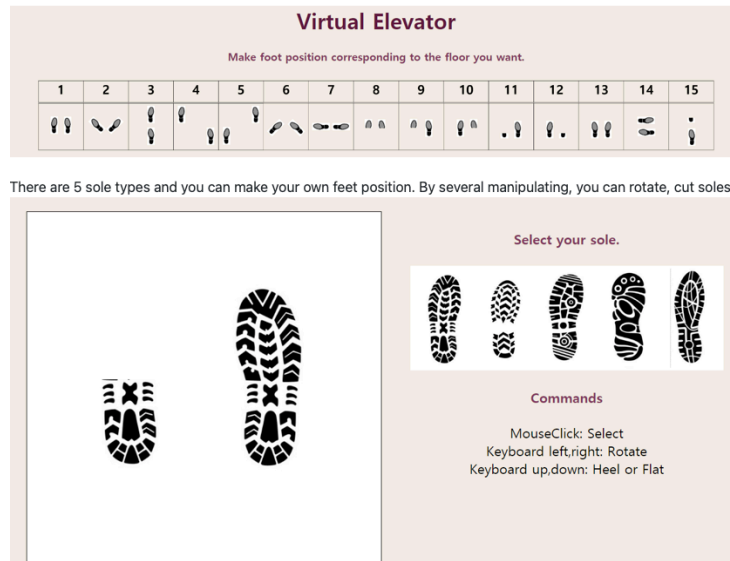 Virtual Elevator
Make foot position corresponding to the floor you want.
1 2 3 4 5 6 7 8 9 10 11 12 13 14 15
There are 5 sole types and you can make your own feet position. By several manipulating, you can rotate, cut soles
Select your sole.
Commands
MouseClick: Select
Keyboard left,right: Rotate
Keyboard up,down: Heel or Flat